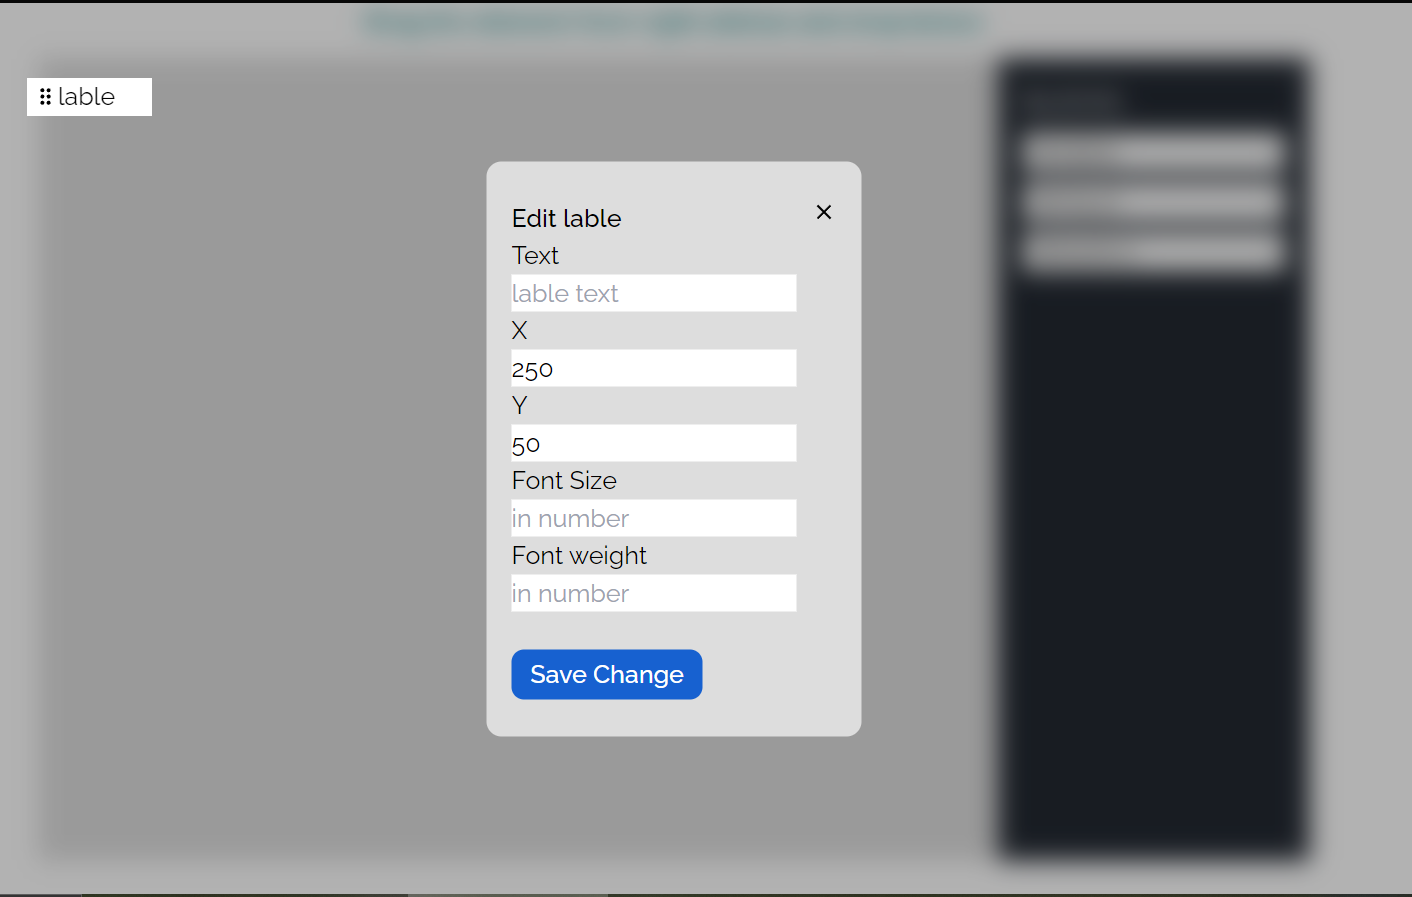 lable
Edit lable
Text
lable text
X
250
Y
50
Font Size
in number
Font weight
in number
Save Change